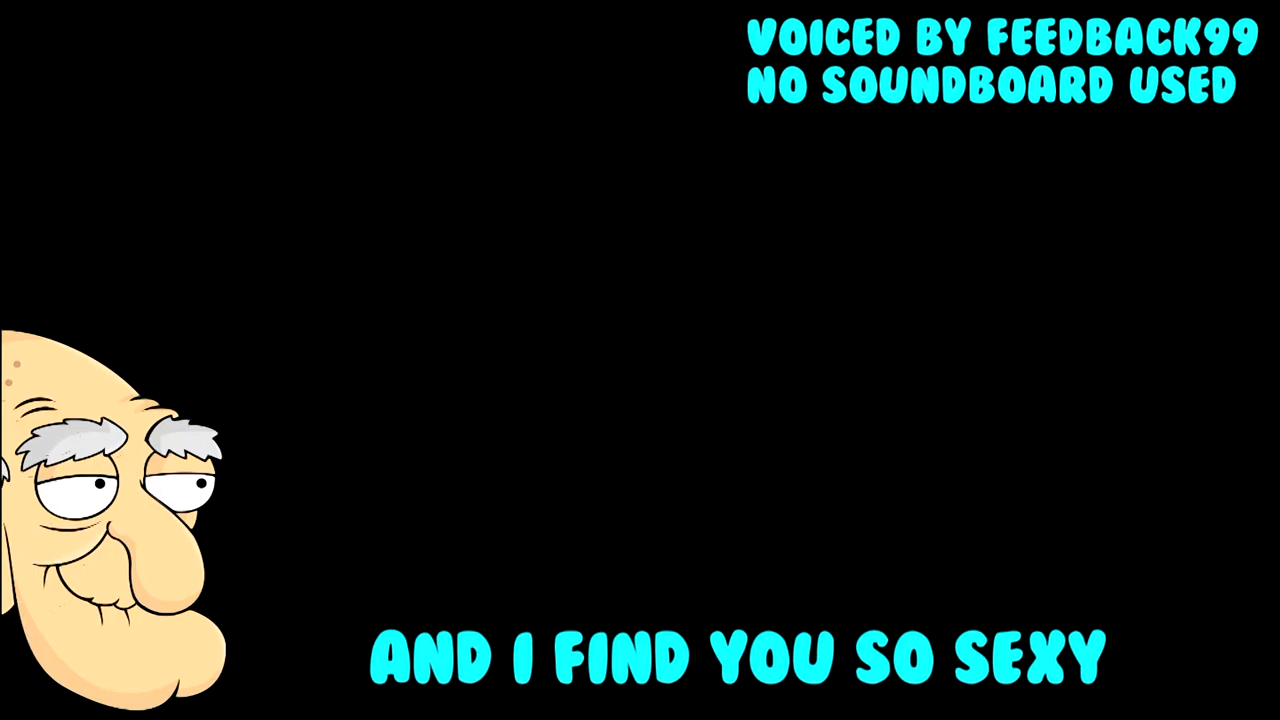 VOICED BY FEEDBACK99
NO SOUNDBOARD USED
AND I FIND YOU SO SEXY